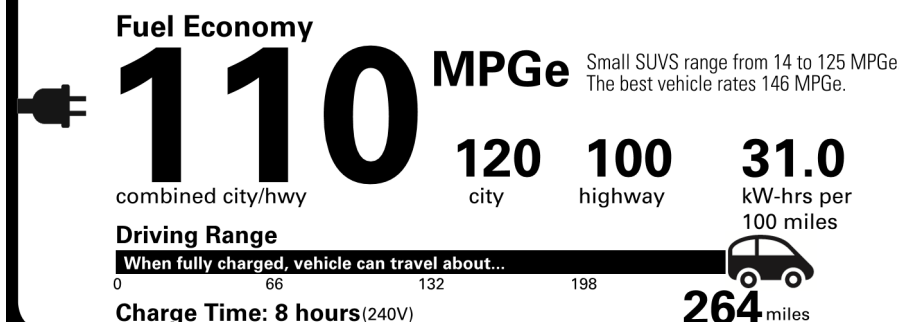 Fuel Economy
110
MPGe
Small SUVS range from 14 to 125 MPGe
The best vehicle rates 146 MPGe.
combined city/hwy
120
city
100
highway
31.0
kW-hrs per
100 miles
Driving Range
When fully charged, vehicle can travel about...
0 66 132 198
264 miles
Charge Time: 8 hours(240V)